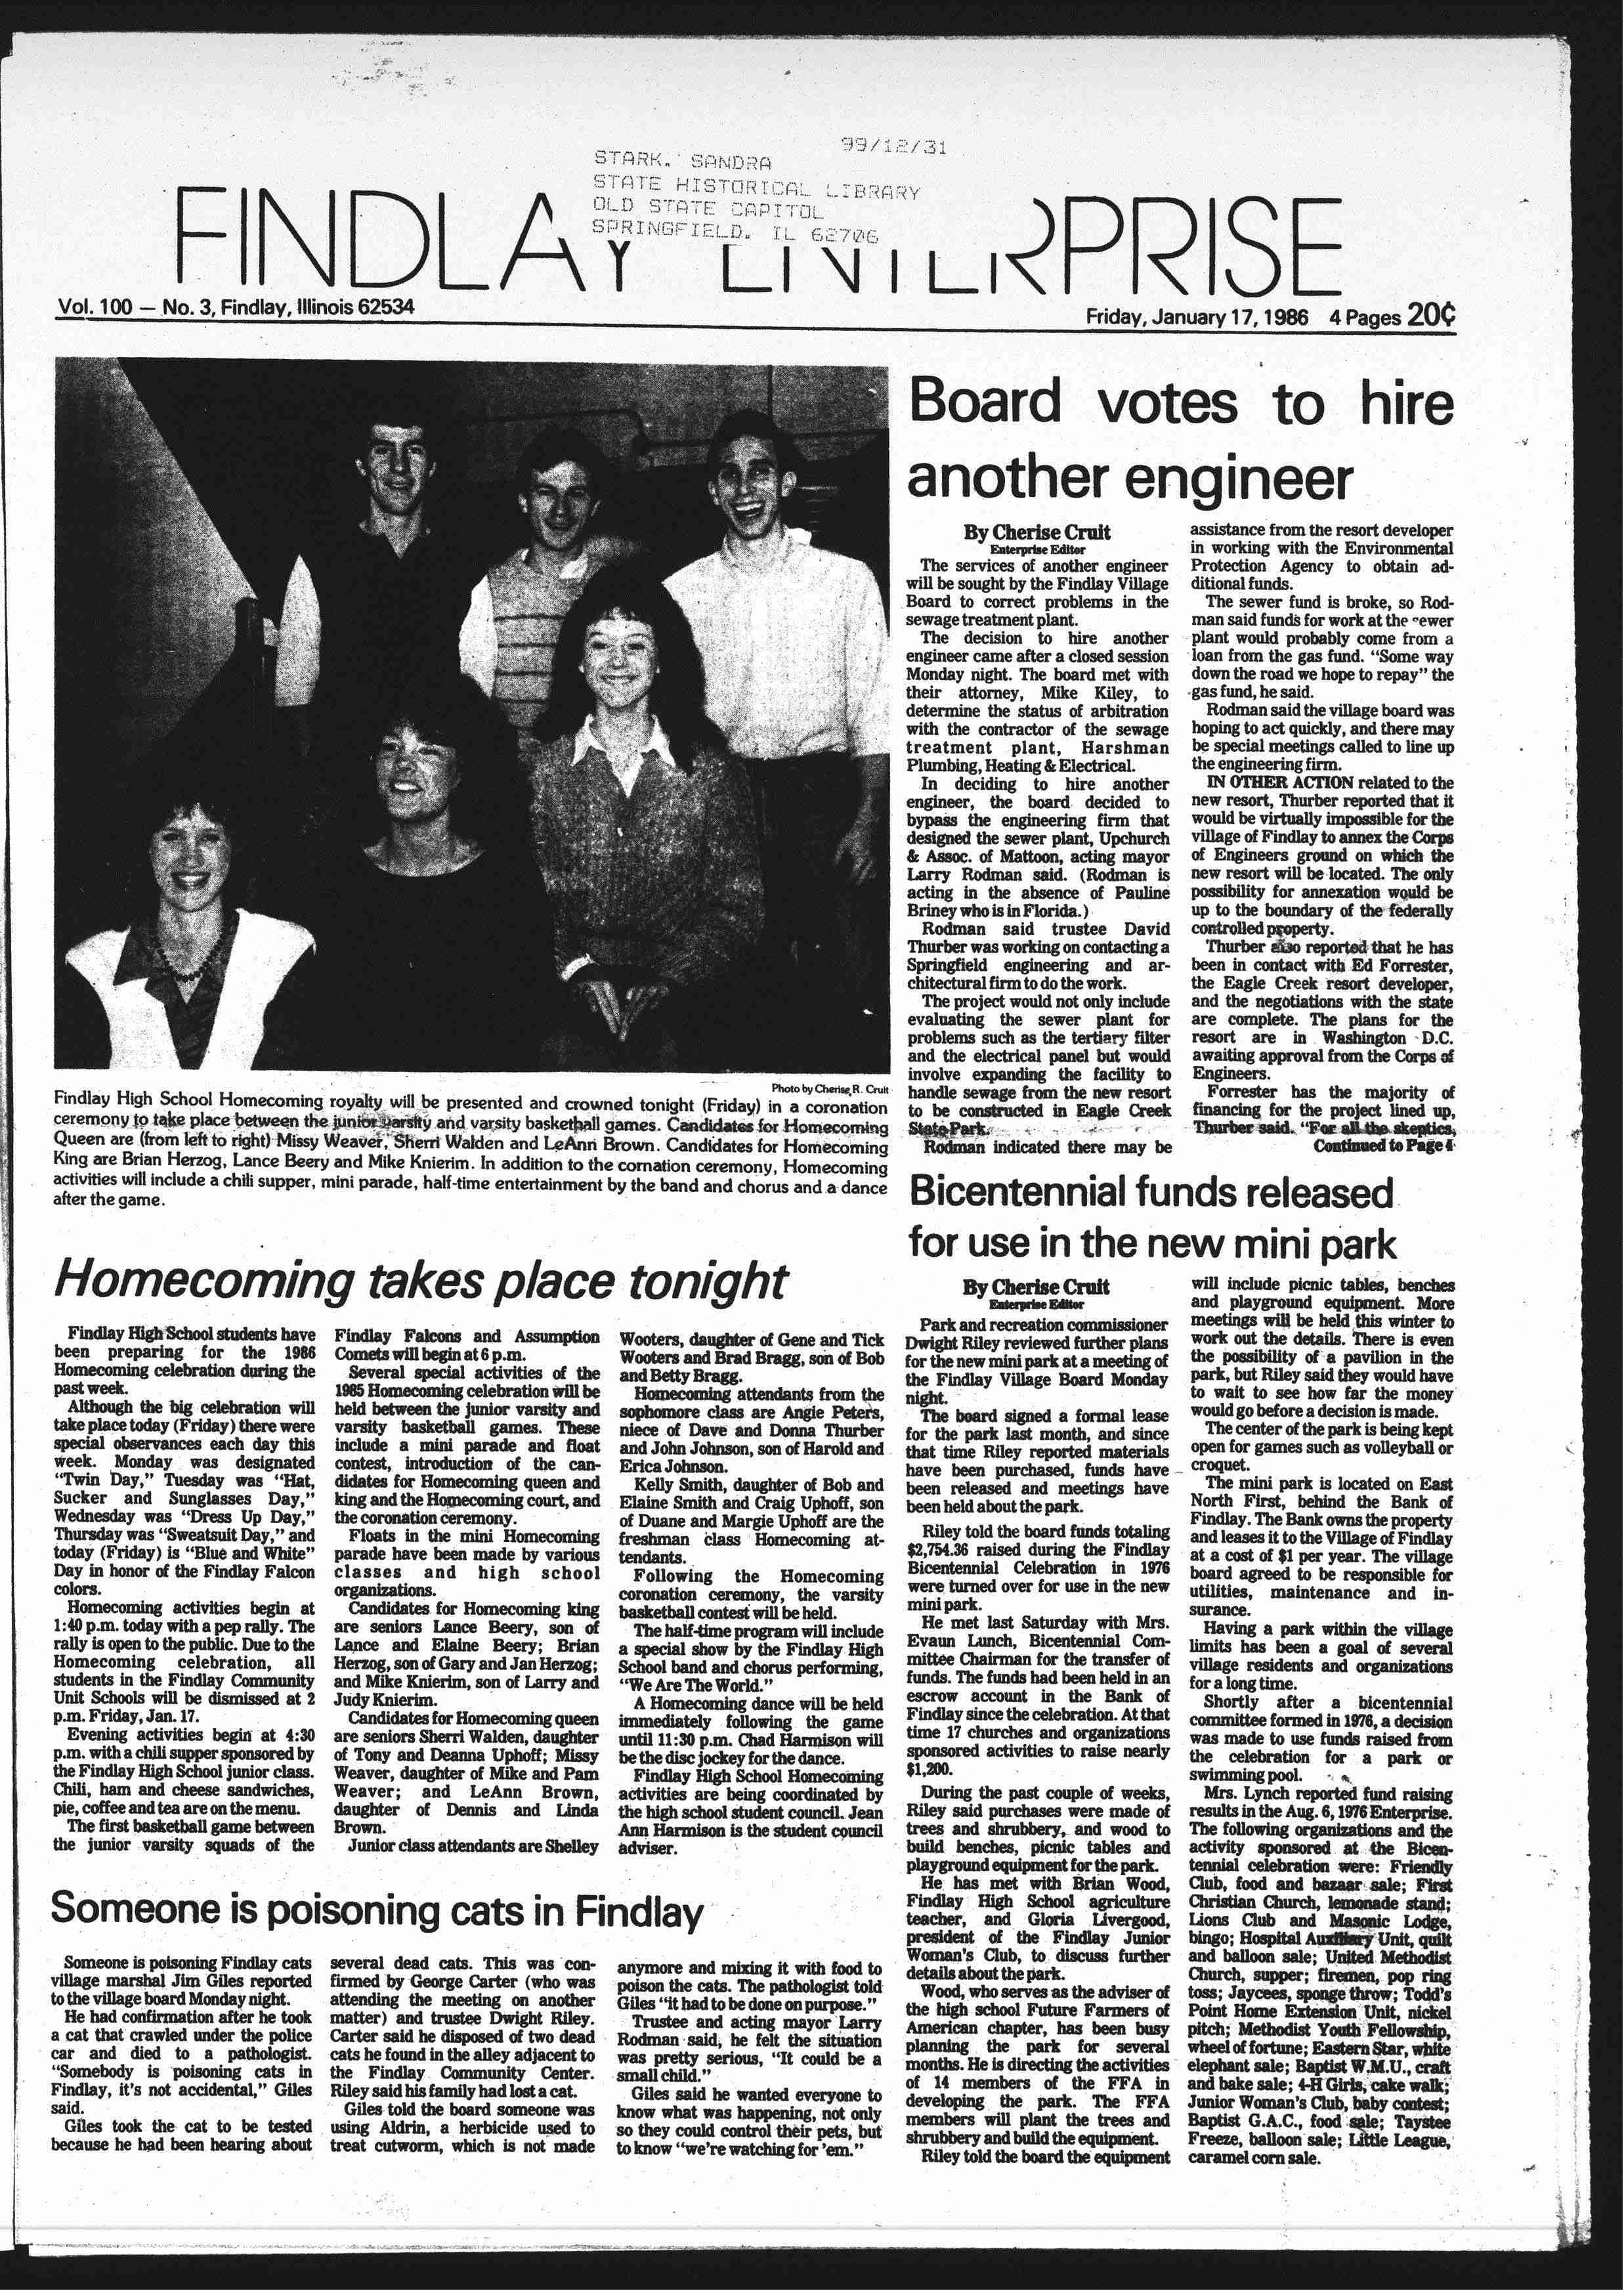 99/12/31
STARK. SANDRA
STATE HISTORICAL LIBRARY
OLD STATE CAPITOL
SPRINGFIELD. IL 62706
FINDLAY ENTERPRISE
Vol. 100 — No. 3, Findlay, Illinois 62534
Friday, January 17, 1986 4 Pages 20¢
Photo by Cherise R. Cruit
Findlay High School Homecoming royalty will be presented and crowned tonight (Friday) in a coronation
ceremony to take place between the junior varsity and varsity basketball games. Candidates for Homecoming
Queen are (from left to right) Missy Weaver, Sherri Walden and LeAnn Brown. Candidates for Homecoming
King are Brian Herzog, Lance Beery and Mike Knierim. In addition to the cornation ceremony, Homecoming
activities will include a chili supper, mini parade, half-time entertainment by the band and chorus and a dance
after the game.
Board votes to hire
another engineer
By Cherise Cruit
Enterprise Editor
The services of another engineer
will be sought by the Findlay Village
Board to correct problems in the
sewage treatment plant.
The decision to hire another
engineer came after a closed session
Monday night. The board met with
their attorney, Mike Kiley, to
determine the status of arbitration
with the contractor of the sewage
treatment plant, Harshman
Plumbing, Heating & Electrical.
In deciding to hire another
engineer, the board decided to
bypass the engineering firm that
designed the sewer plant, Upchurch
& Assoc. of Mattoon, acting mayor
Larry Rodman said. (Rodman is
acting in the absence of Pauline
Briney who is in Florida.)
Rodman said trustee David
Thurber was working on contacting a
Springfield engineering and ar-
chitectural firm to do the work.
The project would not only include
evaluating the sewer plant for
problems such as the tertiary filter
and the electrical panel but would
involve expanding the facility to
handle sewage from the new resort
to be constructed in Eagle Creek
State Park.
Rodman indicated there may be
assistance from the resort developer
in working with the Environmental
Protection Agency to obtain ad-
ditional funds.
The sewer fund is broke, so Rod-
man said funds for work at the sewer
plant would probably come from a
loan from the gas fund. "Some way
down the road we hope to repay" the
gas fund, he said.
Rodman said the village board was
hoping to act quickly, and there may
be special meetings called to line up
the engineering firm.
IN OTHER ACTION related to the
new resort, Thurber reported that it
would be virtually impossible for the
village of Findlay to annex the Corps
of Engineers ground on which the
new resort will be located. The only
possibility for annexation would be
up to the boundary of the federally
controlled property.
Thurber also reported that he has
been in contact with Ed Forrester,
the Eagle Creek resort developer,
and the negotiations with the state
are complete. The plans for the
resort are in Washington D.C.
awaiting approval from the Corps of
Engineers.
Forrester has the majority of
financing for the project lined up,
Thurber said. "For all the skeptics,
Continued to Page 4
Homecoming takes place tonight
Findlay High School students have
been preparing for the 1986
Homecoming celebration during the
past week.
Although the big celebration will
take place today (Friday) there were
special observances each day this
week. Monday was designated
"Twin Day," Tuesday was "Hat,
Sucker and Sunglasses Day,"
Wednesday was "Dress Up Day,"
Thursday was "Sweatsuit Day," and
today (Friday) is "Blue and White"
Day in honor of the Findlay Falcon
colors.
Homecoming activities begin at
1:40 p.m. today with a pep rally. The
rally is open to the public. Due to the
Homecoming celebration, all
students in the Findlay Community
Unit Schools will be dismissed at 2
p.m. Friday, Jan. 17.
Evening activities begin at 4:30
p.m. with a chili supper sponsored by
the Findlay High School junior class.
Chili, ham and cheese sandwiches,
pie, coffee and tea are on the menu.
The first basketball game between
the junior varsity squads of the
Findlay Falcons and Assumption
Comets will begin at 6 p.m.
Several special activities of the
1985 Homecoming celebration will be
held between the junior varsity and
varsity basketball games. These
include a mini parade and float
contest, introduction of the can-
didates for Homecoming queen and
king and the Homecoming court, and
the coronation ceremony.
Floats in the mini Homecoming
parade have been made by various
classes and high school
organizations.
Candidates for Homecoming king
are seniors Lance Beery, son of
Lance and Elaine Beery; Brian
Herzog, son of Gary and Jan Herzog;
and Mike Knierim, son of Larry and
Judy Knierim.
Candidates for Homecoming queen
are seniors Sherri Walden, daughter
of Tony and Deanna Uphoff; Missy
Weaver, daughter of Mike and Pam
Weaver; and LeAnn Brown,
daughter of Dennis and Linda
Brown.
Junior class attendants are Shelley
Wooters, daughter of Gene and Tick
Wooters and Brad Bragg, son of Bob
and Betty Bragg.
Homecoming attendants from the
sophomore class are Angie Peters,
niece of Dave and Donna Thurber
and John Johnson, son of Harold and
Erica Johnson.
Kelly Smith, daughter of Bob and
Elaine Smith and Craig Uphoff, son
of Duane and Margie Uphoff are the
freshman class Homecoming at-
tendants.
Following the Homecoming
coronation ceremony, the varsity
basketball contest will be held.
The half-time program will include
a special show by the Findlay High
School band and chorus performing,
"We Are The World."
A Homecoming dance will be held
immediately following the game
until 11:30 p.m. Chad Harmison will
be the disc jockey for the dance.
Findlay High School Homecoming
activities are being coordinated by
the high school student council. Jean
Ann Harmison is the student council
adviser.
Someone is poisoning cats in Findlay
Someone is poisoning Findlay cats
village marshal Jim Giles reported
to the village board Monday night.
He had confirmation after he took
a cat that crawled under the police
car and died to a pathologist.
"Somebody is poisoning cats in
Findlay, it's not accidental," Giles
said.
Giles took the cat to be tested
because he had been hearing about
several dead cats. This was con-
firmed by George Carter (who was
attending the meeting on another
matter) and trustee Dwight Riley.
Carter said he disposed of two dead
cats he found in the alley adjacent to
the Findlay Community Center.
Riley said his family had lost a cat.
Giles told the board someone was
using Aldrin, a herbicide used to
treat cutworm, which is not made
anymore and mixing it with food to
poison the cats. The pathologist told
Giles "it had to be done on purpose."
Trustee and acting mayor Larry
Rodman said, he felt the situation
was pretty serious, "It could be a
small child."
Giles said he wanted everyone to
know what was happening, not only
so they could control their pets, but
to know "we're watching for 'em."
Bicentennial funds released
for use in the new mini park
By Cherise Cruit
Enterprise Editor
Park and recreation commissioner
Dwight Riley reviewed further plans
for the new mini park at a meeting of
the Findlay Village Board Monday
night.
The board signed a formal lease
for the park last month, and since
that time Riley reported materials
have been purchased, funds have
been released and meetings have
been held about the park.
Riley told the board funds totaling
$2,754.36 raised during the Findlay
Bicentennial Celebration in 1976
were turned over for use in the new
mini park.
He met last Saturday with Mrs.
Evaun Lunch, Bicentennial Com-
mittee Chairman for the transfer of
funds. The funds had been held in an
escrow account in the Bank of
Findlay since the celebration. At that
time 17 churches and organizations
sponsored activities to raise nearly
$1,200.
During the past couple of weeks,
Riley said purchases were made of
trees and shrubbery, and wood to
build benches, picnic tables and
playground equipment for the park.
He has met with Brian Wood,
Findlay High School agriculture
teacher, and Gloria Livergood,
president of the Findlay Junior
Woman's Club, to discuss further
details about the park.
Wood, who serves as the adviser of
the high school Future Farmers of
American chapter, has been busy
planning the park for several
months. He is directing the activities
of 14 members of the FFA in
developing the park. The FFA
members will plant the trees and
shrubbery and build the equipment.
Riley told the board the equipment
will include picnic tables, benches
and playground equipment. More
meetings will be held this winter to
work out the details. There is even
the possibility of a pavilion in the
park, but Riley said they would have
to wait to see how far the money
would go before a decision is made.
The center of the park is being kept
open for games such as volleyball or
croquet.
The mini park is located on East
North First, behind the Bank of
Findlay. The Bank owns the property
and leases it to the Village of Findlay
at a cost of $1 per year. The village
board agreed to be responsible for
utilities, maintenance and in-
surance.
Having a park within the village
limits has been a goal of several
village residents and organizations
for a long time.
Shortly after a bicentennial
committee formed in 1976, a decision
was made to use funds raised from
the celebration for a park or
swimming pool.
Mrs. Lynch reported fund raising
results in the Aug. 6, 1976 Enterprise.
The following organizations and the
activity sponsored at the Bicen-
tennial celebration were: Friendly
Club, food and bazaar sale; First
Christian Church, lemonade stand;
Lions Club and Masonic Lodge,
bingo; Hospital Auxiliary Unit, quilt
and balloon sale; United Methodist
Church, supper; firemen, pop ring
toss; Jaycees, sponge throw; Todd's
Point Home Extension Unit, nickel
pitch; Methodist Youth Fellowship,
wheel of fortune; Eastern Star, white
elephant sale; Baptist W.M.U., craft
and bake sale; 4-H Girls, cake walk;
Junior Woman's Club, baby contest;
Baptist G.A.C., food sale; Taystee
Freeze, balloon sale; Little League,
caramel corn sale.